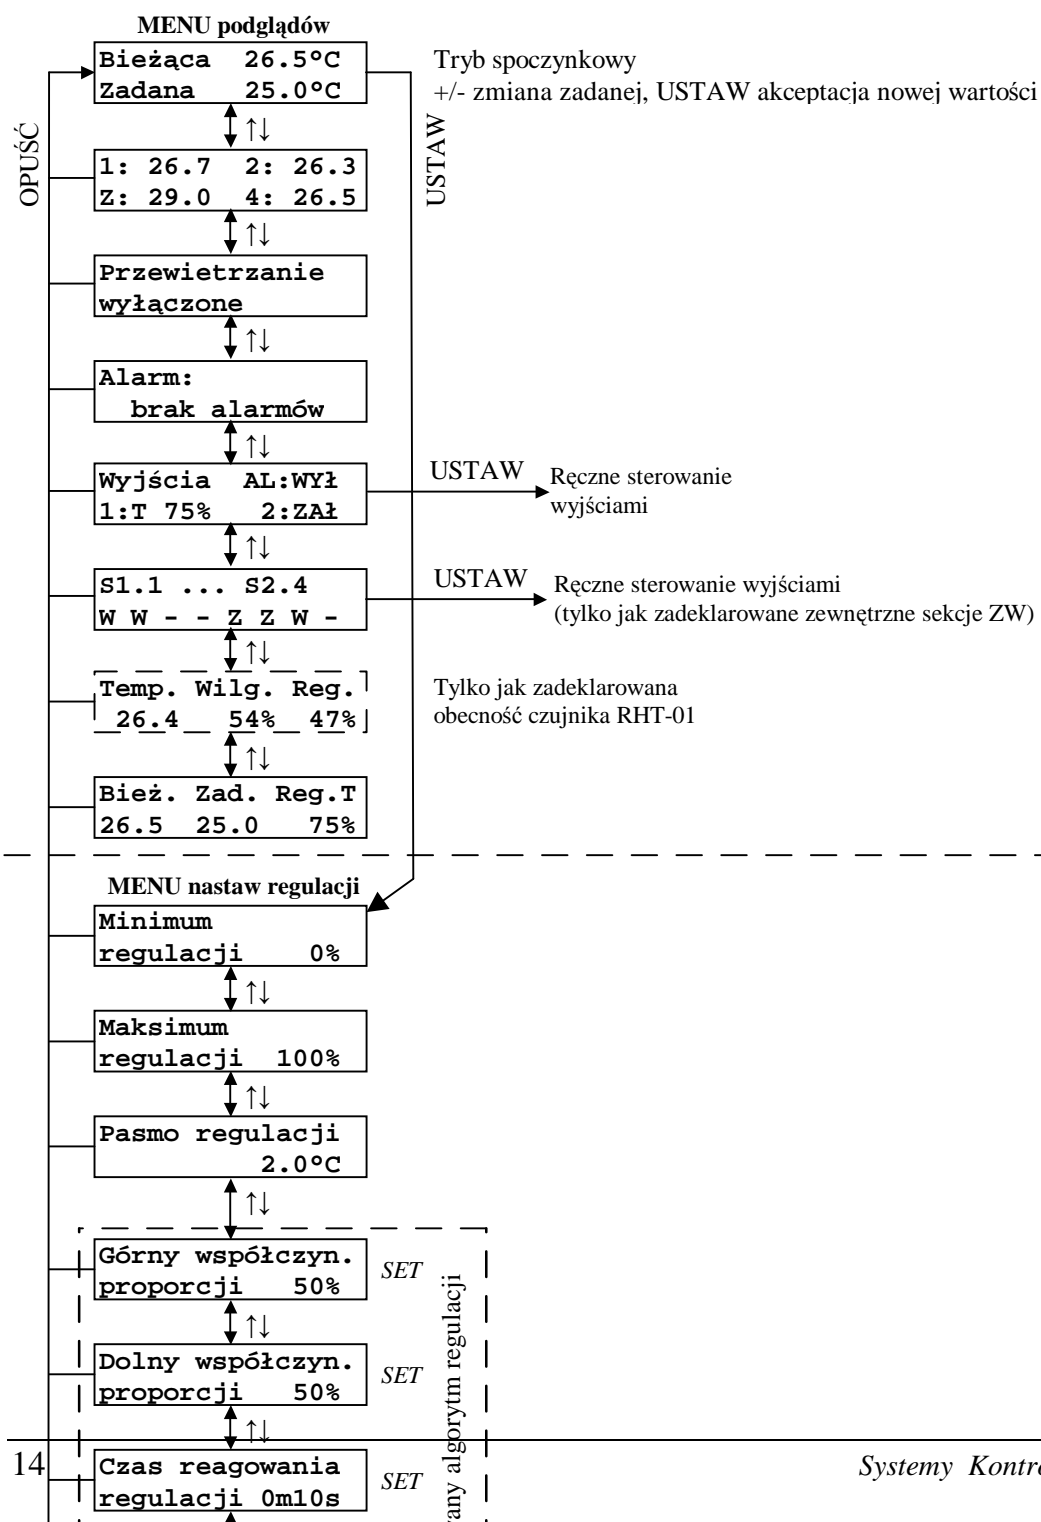 MENU podglądów
Bieżąca 26.5°C
Zadana 25.0°C
Tryb spoczynkowy
+/- zmiana zadanej, USTAW akceptacja nowej wartości
OPUŚĆ
USTAW
↑↓
1: 26.7 2: 26.3
Z: 29.0 4: 26.5
↑↓
Przewietrzanie
wyłączone
↑↓
Alarm:
brak alarmów
↑↓
Wyjścia AL:WYŁ
1:T 75% 2:ZAŁ
USTAW
Ręczne sterowanie
wyjściami
↑↓
S1.1 ... S2.4
W W - - Z Z W -
USTAW
Ręczne sterowanie wyjściami
(tylko jak zadeklarowane zewnętrzne sekcje ZW)
↑↓
Temp. Wilg. Reg.
26.4 54% 47%
Tylko jak zadeklarowana
obecność czujnika RHT-01
↑↓
Bież. Zad. Reg.T
26.5 25.0 75%
MENU nastaw regulacji
Minimum
regulacji 0%
↑↓
Maksimum
regulacji 100%
↑↓
Pasmo regulacji
2.0°C
↑↓
Górny współczyn.
proporcji 50%
SET
↑↓
Dolny współczyn.
proporcji 50%
SET
↑↓
Czas reagowania
regulacji 0m10s
SET
algorytm regulacji
14
Systemy